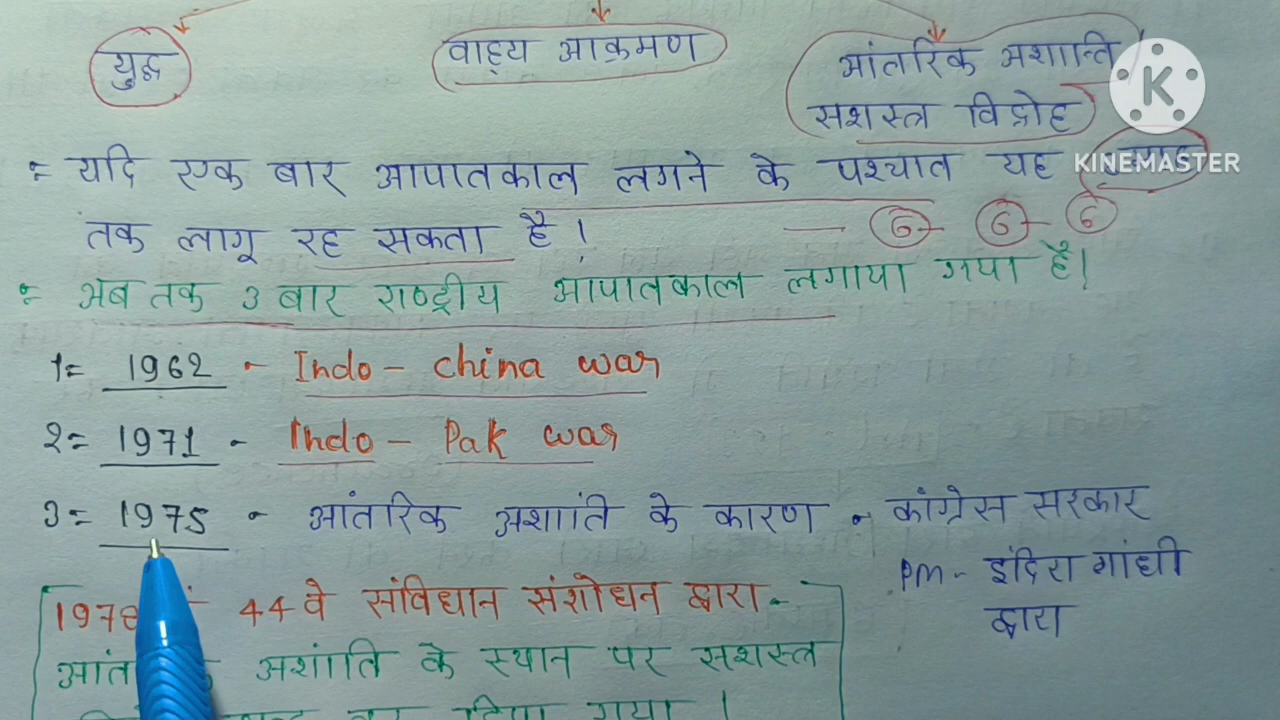 युद्ध
वाह्य आक्रमण
आंतरिक अशान्ति
सशस्त्र विद्रोह
यदि एक बार आपातकाल लगने के पश्चात यह
KINEMASTER
तक लागू रह सकता है । — 6 - 6 - 6
अब तक 3 बार राष्ट्रीय आपातकाल लगाया गया है।
1= 1962 - Indo - China war
2= 1971 - Indo - Pak war
3= 1975 - आंतरिक अशांति के कारण - कांग्रेस सरकार
PM - इंदिरा गांधी
द्वारा
44 वे संविधान संशोधन द्वारा -
अशांति के स्थान पर सशस्त्र
दिया गया ।